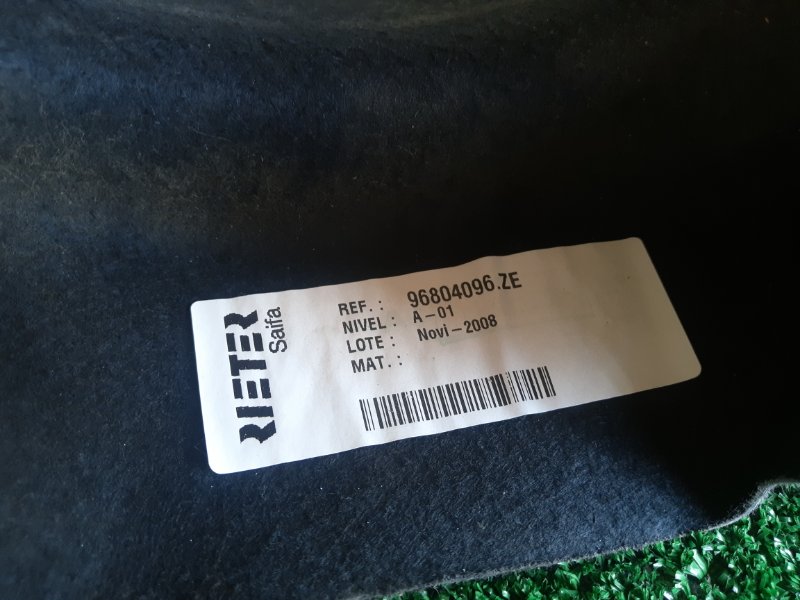 RIETER
Saifa
REF. : 96804096.ZE
NIVEL : A-01
LOTE : Novi-2008
MAT. :